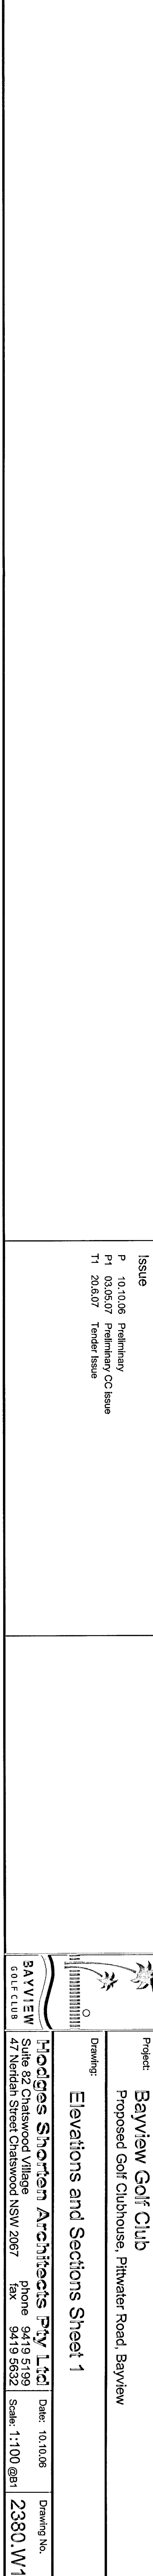 Issue
P 10.10.06 Preliminary
P1 03.05.07 Preliminary CC Issue
T1 20.6.07 Tender Issue
Project: Bayview Golf Club
Proposed Golf Clubhouse, Pittwater Road, Bayview
Drawing: Elevations and Sections Sheet 1
BAYVIEW
GOLF CLUB
Hodges Shorten Architects Pty Ltd
Suite 82 Chatswood Village phone 9419 5199
47 Neridah Street Chatswood NSW 2067 fax 9419 5632
Date: 10.10.06
Scale: 1:100 @B1
Drawing No.
2380.W1